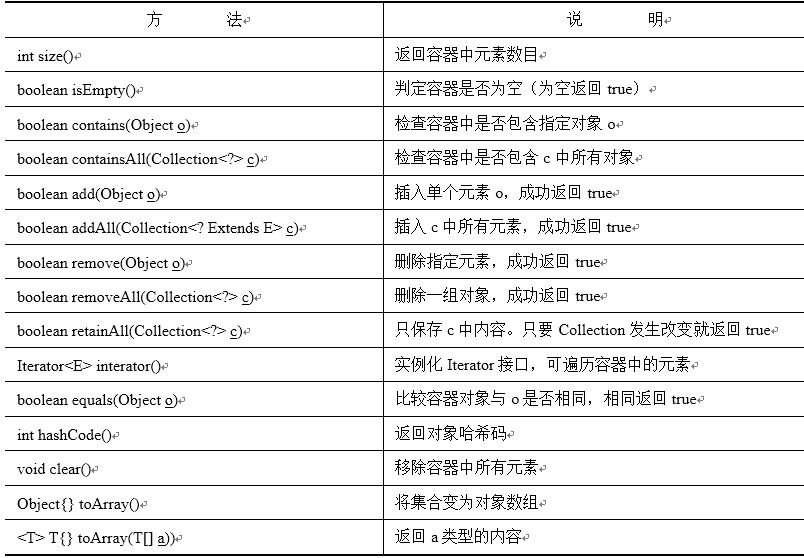 方 法 说 明
int size() 返回容器中元素数目
boolean isEmpty() 判定容器是否为空（为空返回 true）
boolean contains(Object o) 检查容器中是否包含指定对象 o
boolean containsAll(Collection<?> c) 检查容器中是否包含 c 中所有对象
boolean add(Object o) 插入单个元素 o，成功返回 true
boolean addAll(Collection<? Extends E> c) 插入 c 中所有元素，成功返回 true
boolean remove(Object o) 删除指定元素，成功返回 true
boolean removeAll(Collection<?> c) 删除一组对象，成功返回 true
boolean retainAll(Collection<?> c) 只保存 c 中内容。只要 Collection 发生改变就返回 true
Iterator<E> interator() 实例化 Iterator 接口，可遍历容器中的元素
boolean equals(Object o) 比较容器对象与 o 是否相同，相同返回 true
int hashCode() 返回对象哈希码
void clear() 移除容器中所有元素
Object{} toArray() 将集合变为对象数组
<T> T{} toArray(T[] a)) 返回 a 类型的内容